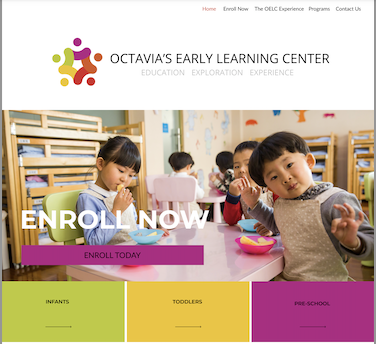 Home Enroll Now The OELC Experience Programs Contact Us
OCTAVIA'S EARLY LEARNING CENTER
EDUCATION EXPLORATION EXPERIENCE
ENROLL NOW
ENROLL TODAY
INFANTS TODDLERS PRE-SCHOOL